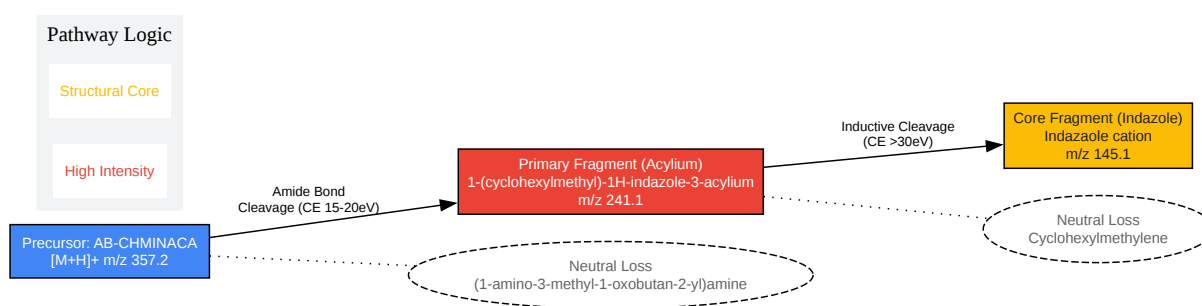 Pathway Logic
Structural Core
High Intensity
Precursor: AB-CHMINACA
[M+H]+ m/z 357.2
Amide Bond
Cleavage (CE 15-20eV)
Primary Fragment (Acylium)
1-(cyclohexylmethyl)-1H-indazole-3-acylium
m/z 241.1
Neutral Loss
(1-amino-3-methyl-1-oxobutan-2-yl)amine
Inductive Cleavage
(CE >30eV)
Core Fragment (Indazole)
Indazaole cation
m/z 145.1
Neutral Loss
Cyclohexylmethylene